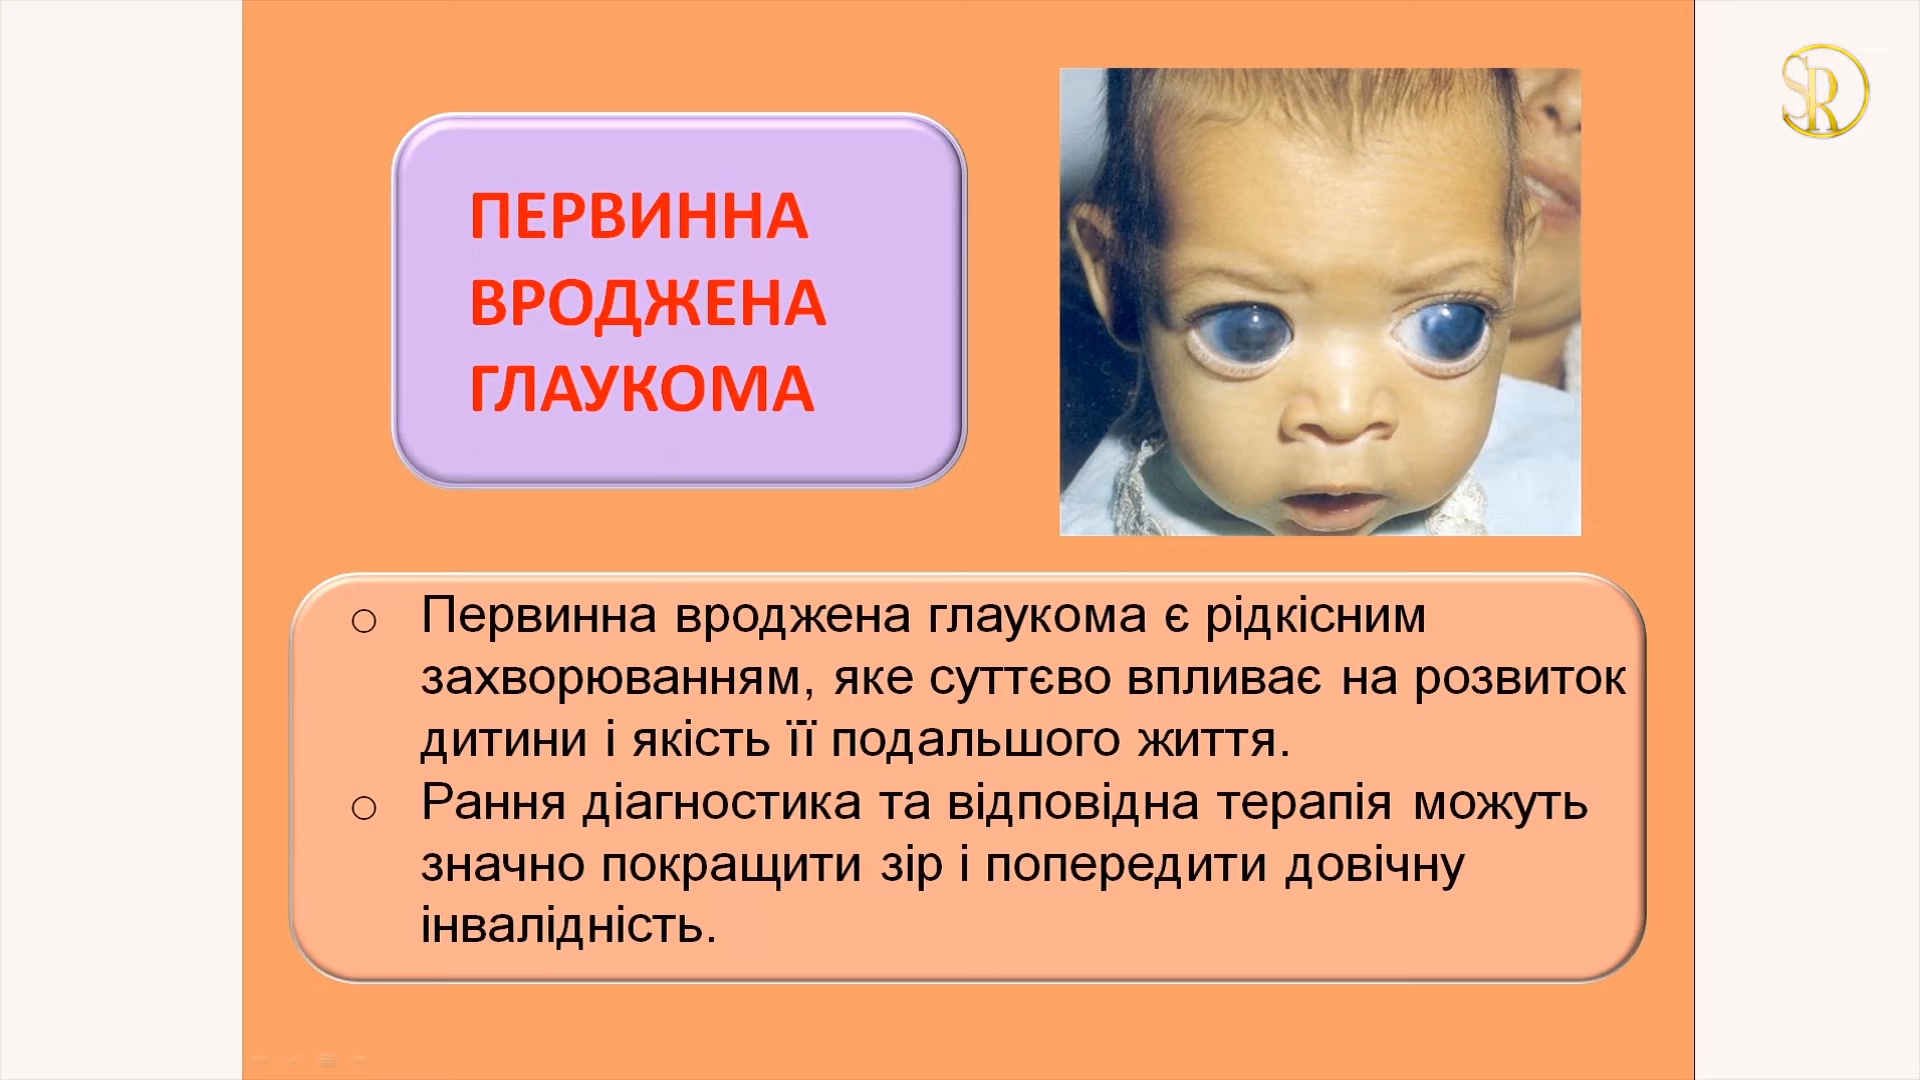 ПЕРВИННА
ВРОДЖЕНА
ГЛАУКОМА
SR
Первинна вроджена глаукома є рідкісним
захворюванням, яке суттєво впливає на розвиток
дитини і якість її подальшого життя.
Рання діагностика та відповідна терапія можуть
значно покращити зір і попередити довічну
інвалідність.